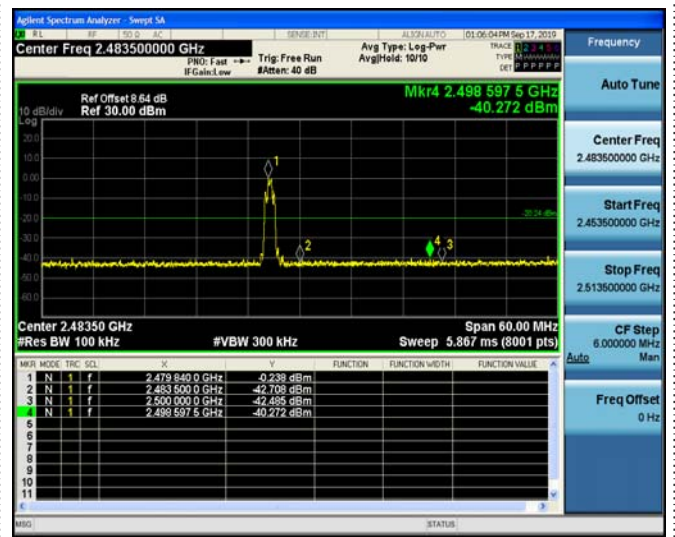 Agilent Spectrum Analyzer - Swept SA
RL RF 50 Ω AC SENSE:INT ALIGN AUTO 01:06:04 PM Sep 17, 2019
Center Freq 2.483500000 GHz
PNO: Fast
IFGain:Low
Trig: Free Run
#Atten: 40 dB
Avg Type: Log-Pwr
Avg|Hold: 10/10
TRACE 1 2 3 4 5 6
TYPE M
DET P P P P P P
Mkr4 2.498 597 5 GHz
-40.272 dBm
Ref Offset 8.64 dB
Ref 30.00 dBm
10 dB/div
Log
20.0
10.0
0.00
-10.0
-20.0
-30.0
-40.0
-50.0
-60.0
1
2
4
3
-20.24 dBm
Center 2.48350 GHz
#Res BW 100 kHz
#VBW 300 kHz
Span 60.00 MHz
Sweep 5.867 ms (8001 pts)
MKR MODE TRC SCL X Y FUNCTION FUNCTION WIDTH FUNCTION VALUE
1 N 1 f 2.479 840 0 GHz -0.238 dBm
2 N 1 f 2.483 500 0 GHz -42.708 dBm
3 N 1 f 2.500 000 0 GHz -42.485 dBm
4 N 1 f 2.498 597 5 GHz -40.272 dBm
5
6
7
8
9
10
11
MSG
STATUS
Frequency
Auto Tune
Center Freq
2.483500000 GHz
Start Freq
2.453500000 GHz
Stop Freq
2.513500000 GHz
CF Step
6.000000 MHz
Auto Man
Freq Offset
0 Hz